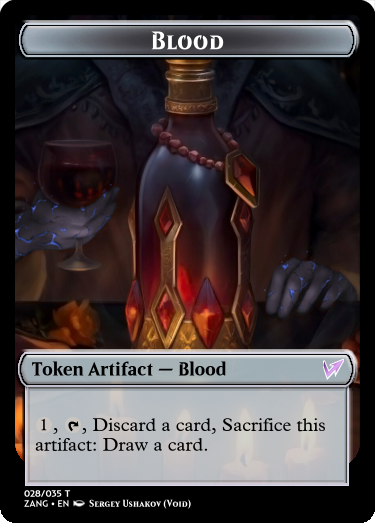 Blood
Token Artifact — Blood
1, , Discard a card, Sacrifice this
artifact: Draw a card.
028/035 T
ZANG • EN Sergey Ushakov (Void)